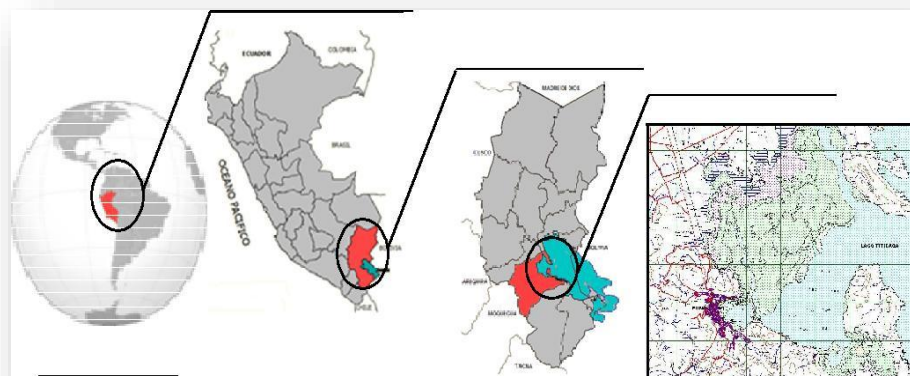 ECUADOR
COLOMBIA
BRASIL
OCEANO PACIFICO
BOLIVIA
CHILE
MADRE DE DIOS
CUSCO
BOLIVIA
AREQUIPA
MOQUEGUA
TACNA
LAGO TITICACA